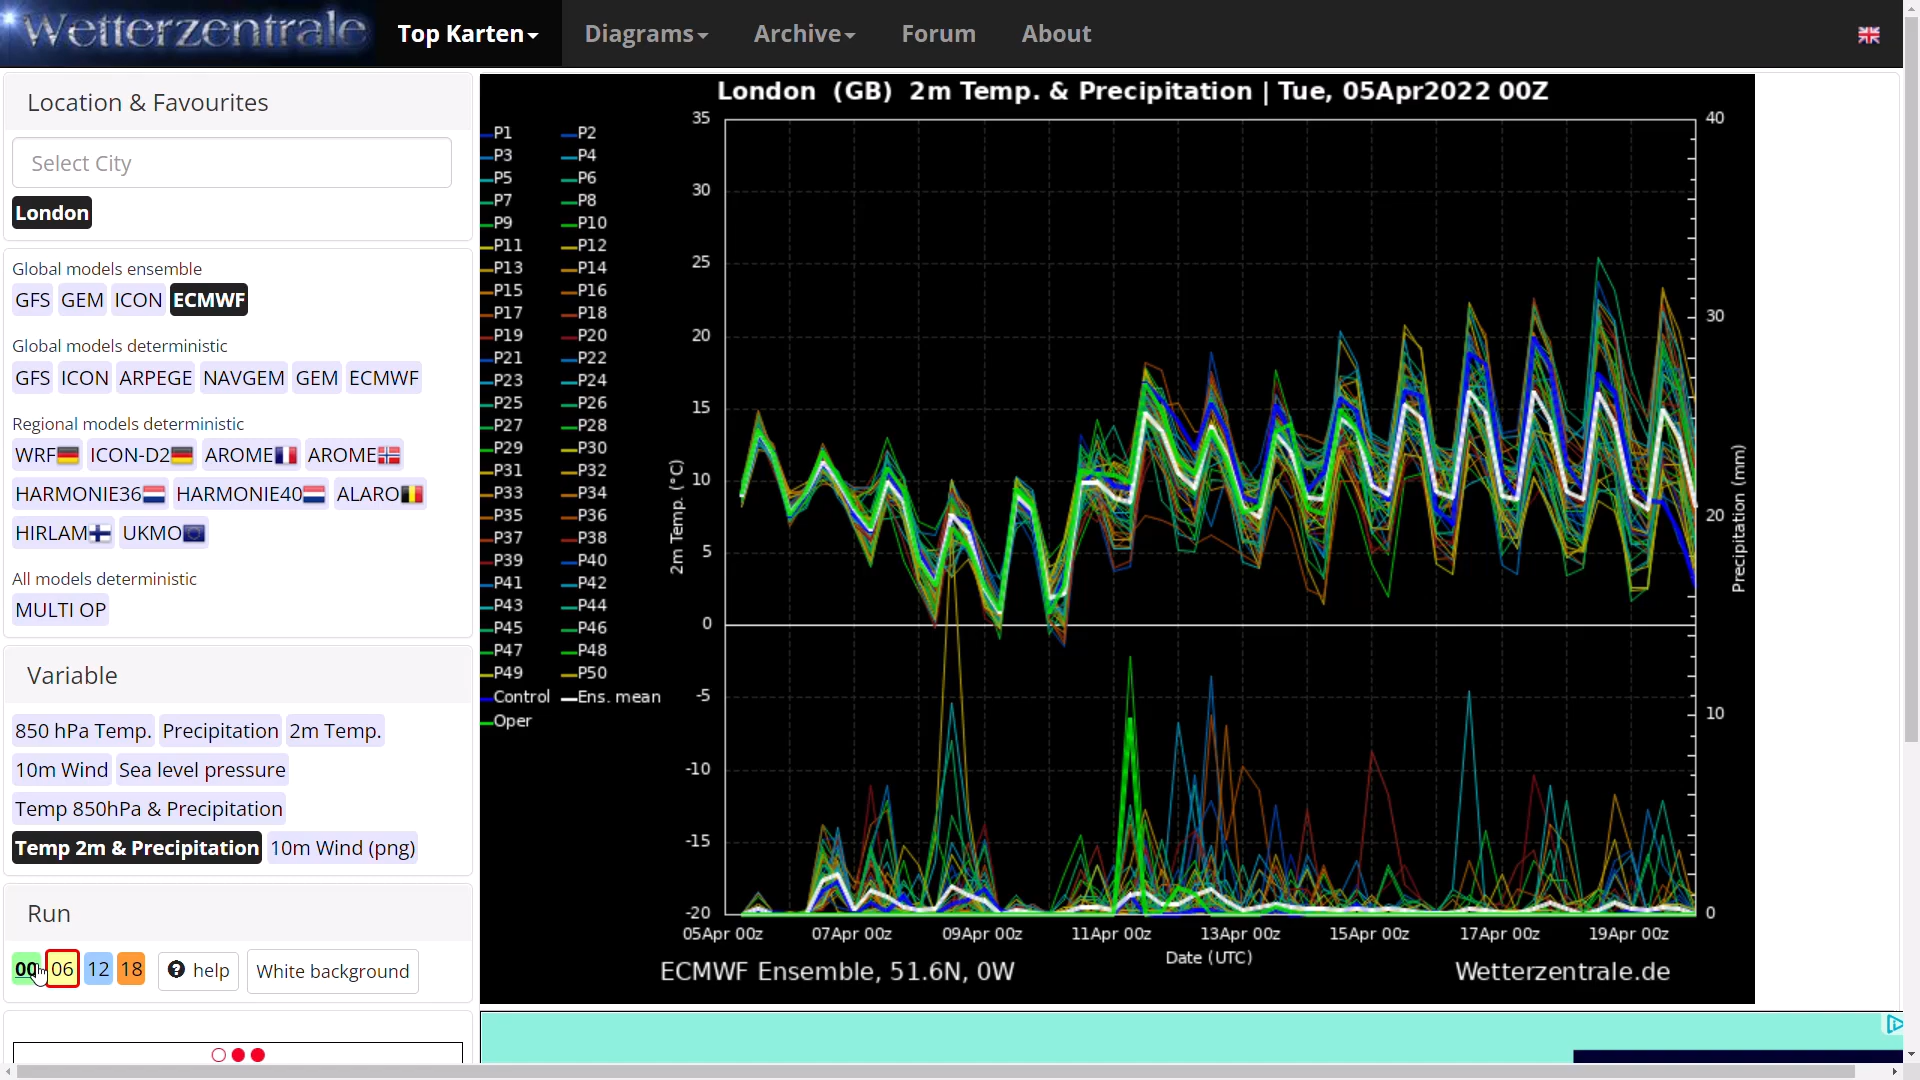 Wetterzentrale
Top Karten
Diagrams
Archive
Forum
About
Location & Favourites
Select City
London
Global models ensemble
GFS GEM ICON ECMWF
Global models deterministic
GFS ICON ARPEGE NAVGEM GEM ECMWF
Regional models deterministic
WRF ICON-D2 AROME AROME
HARMONIE36 HARMONIE40 ALARO
HIRLAM UKMO
All models deterministic
MULTI OP
Variable
850 hPa Temp. Precipitation 2m Temp.
10m Wind Sea level pressure
Temp 850hPa & Precipitation
Temp 2m & Precipitation 10m Wind (png)
Run
00 06 12 18 help White background
London (GB) 2m Temp. & Precipitation | Tue, 05Apr2022 00Z
P1 P2
P3 P4
P5 P6
P7 P8
P9 P10
P11 P12
P13 P14
P15 P16
P17 P18
P19 P20
P21 P22
P23 P24
P25 P26
P27 P28
P29 P30
P31 P32
P33 P34
P35 P36
P37 P38
P39 P40
P41 P42
P43 P44
P45 P46
P47 P48
P49 P50
Control Ens. mean
Oper
2m Temp. (°C)
35
30
25
20
15
10
5
0
-5
-10
-15
-20
40
30
20
10
0
Precipitation (mm)
05Apr 00z 07Apr 00z 09Apr 00z 11Apr 00z 13Apr 00z 15Apr 00z 17Apr 00z 19Apr 00z
Date (UTC)
ECMWF Ensemble, 51.6N, 0W
Wetterzentrale.de